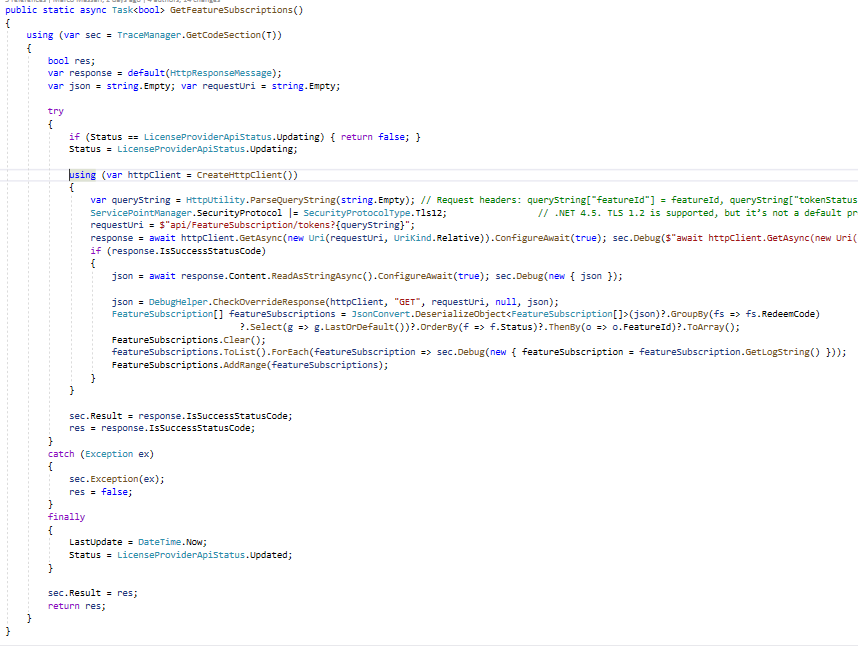 public static async Task<bool> GetFeatureSubscriptions()
{
using (var sec = TraceManager.GetCodeSection(T))
{
bool res;
var response = default(HttpResponseMessage);
var json = string.Empty; var requestUri = string.Empty;
try
{
if (Status == LicenseProviderApiStatus.Updating) { return false; }
Status = LicenseProviderApiStatus.Updating;
using (var httpClient = CreateHttpClient())
{
var queryString = HttpUtility.ParseQueryString(string.Empty); // Request headers: queryString["featureId"] = featureId, queryString["tokenStatus
ServicePointManager.SecurityProtocol |= SecurityProtocolType.Tls12; // .NET 4.5. TLS 1.2 is supported, but it's not a default pr
requestUri = $"api/FeatureSubscription/tokens?{queryString}";
response = await httpClient.GetAsync(new Uri(requestUri, UriKind.Relative)).ConfigureAwait(true); sec.Debug($"await httpClient.GetAsync(new Uri(
if (response.IsSuccessStatusCode)
{
json = await response.Content.ReadAsStringAsync().ConfigureAwait(true); sec.Debug(new { json });
json = DebugHelper.CheckOverrideResponse(httpClient, "GET", requestUri, null, json);
FeatureSubscription[] featureSubscriptions = JsonConvert.DeserializeObject<FeatureSubscription[]>(json)?.GroupBy(fs => fs.RedeemCode)
?.Select(g => g.LastOrDefault())?.OrderBy(f => f.Status)?.ThenBy(o => o.FeatureId)?.ToArray();
FeatureSubscriptions.Clear();
featureSubscriptions.ToList().ForEach(featureSubscription => sec.Debug(new { featureSubscription = featureSubscription.GetLogString() }));
FeatureSubscriptions.AddRange(featureSubscriptions);
}
}
sec.Result = response.IsSuccessStatusCode;
res = response.IsSuccessStatusCode;
}
catch (Exception ex)
{
sec.Exception(ex);
res = false;
}
finally
{
LastUpdate = DateTime.Now;
Status = LicenseProviderApiStatus.Updated;
}
sec.Result = res;
return res;
}
}